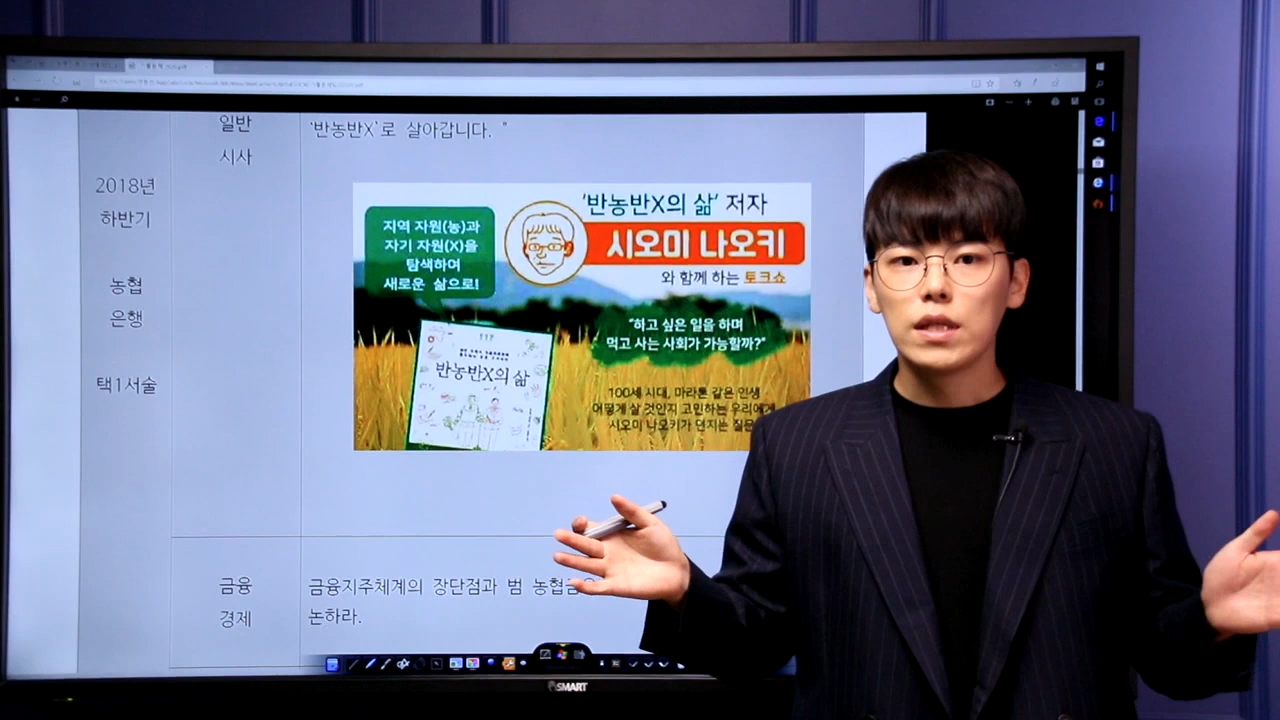 일반
시사
'반농반X'로 살아갑니다. "
2018년
하반기
농협
은행
택1서술
'반농반X의 삶' 저자
시오미 나오키
와 함께 하는 토크쇼
지역 자원(농)과
자기 자원(X)을
탐색하여
새로운 삶으로!
"하고 싶은 일을 하며
먹고 사는 사회가 가능할까?"
반농반X의 삶
100세 시대, 마라톤 같은 인생
어떻게 살 것인지 고민하는 우리에게
시오미 나오키가 던지는 질문
금융
경제
금융지주체계의 장단점과 범 농협금
논하라.
SMART